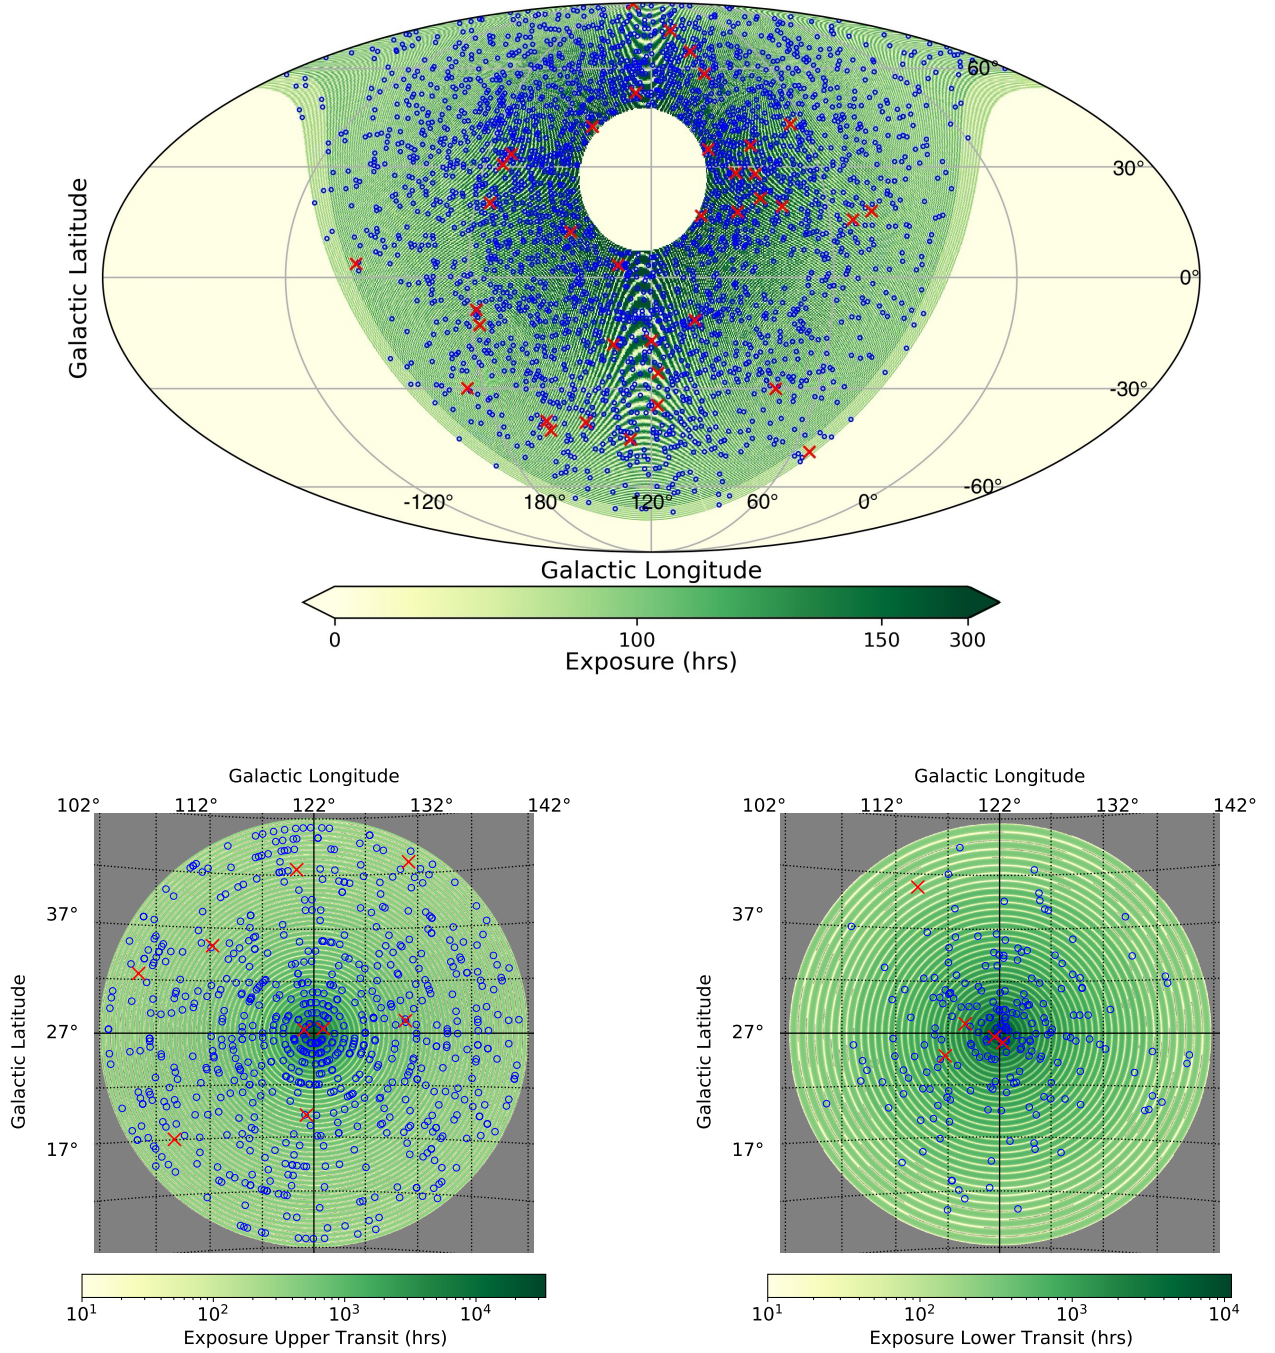 60°
30°
0°
-30°
-60°
-120° 180° 120° 60° 0°
Galactic Latitude
Galactic Longitude
0 100 150 300
Exposure (hrs)
Galactic Longitude
102° 112° 122° 132° 142°
37°
27°
17°
Galactic Latitude
10¹ 10² 10³ 10⁴
Exposure Upper Transit (hrs)
Galactic Longitude
102° 112° 122° 132° 142°
37°
27°
17°
Galactic Latitude
10¹ 10² 10³ 10⁴
Exposure Lower Transit (hrs)